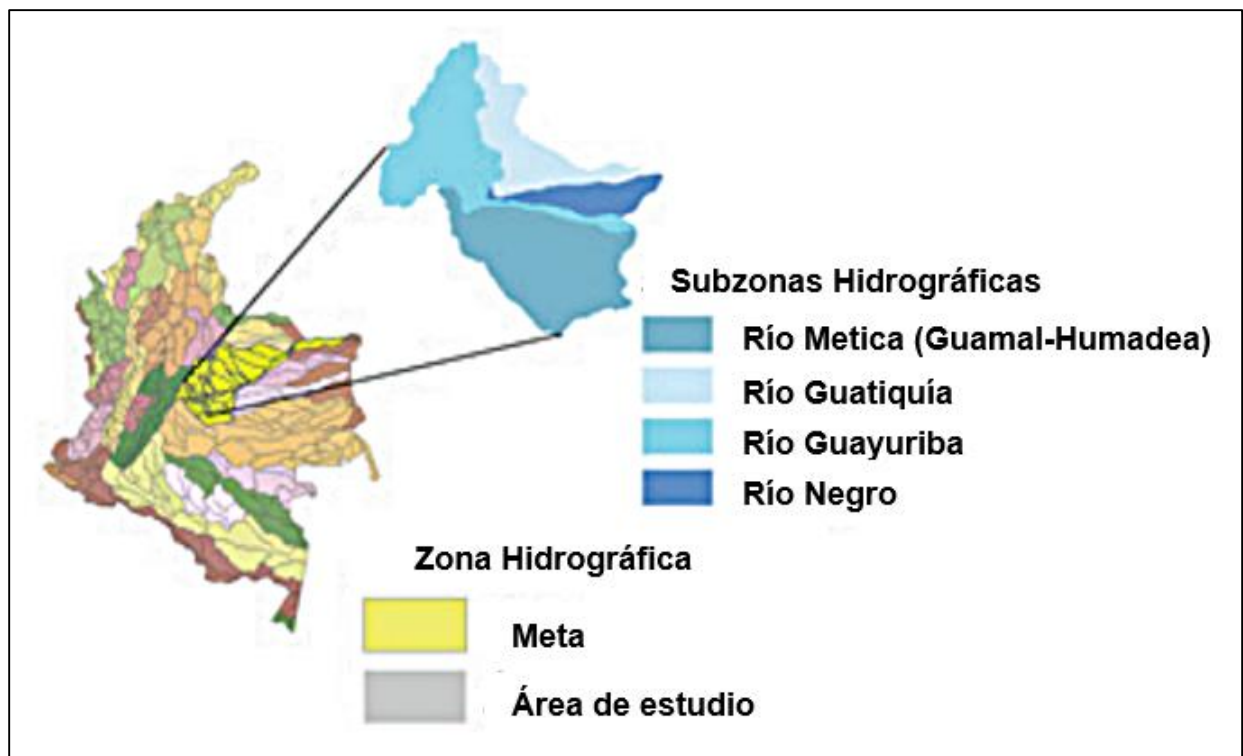 Subzonas Hidrográficas
Río Metica (Guamal-Humadea)
Río Guatiquía
Río Guayuriba
Río Negro
Zona Hidrográfica
Meta
Área de estudio